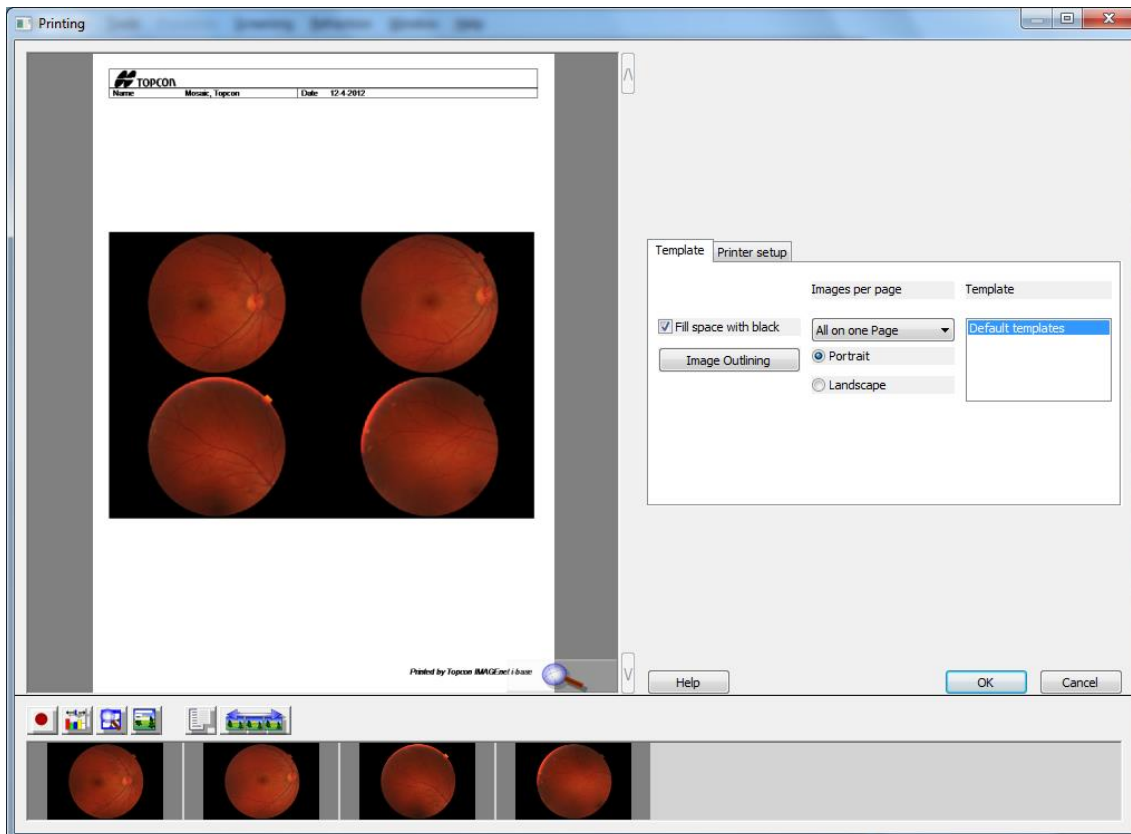 Printing
TOPCON
Name Mosaic, Topcon Date 12-4-2012
Template Printer setup
Images per page Template
Fill space with black All on one Page Default templates
Image Outlining Portrait
Landscape
Printed by Topcon IMAGEnet i-base
Help OK Cancel